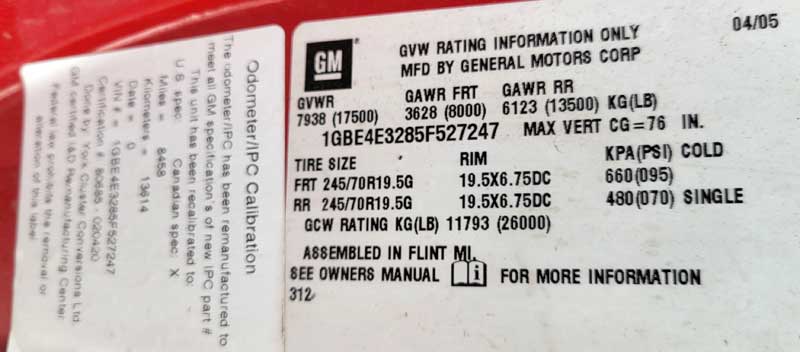 Odometer/IPC Calibration
The odometer/IPC has been remanufactured to
meet all GM specification's of new IPC part #
This unit has been recalibrated to:
U.S. spec: Canadian spec: X
Miles = 8458
Kilometers = 13614
Date = 0
VIN # = 1GBE4E3285F527247
Certification # 80685 - 020420
Done by: York Cluster Conversions Ltd.
GM certified I&D Remanufacturing Center
Federal law prohibits the removal or
alteration of this label
GM
GVW RATING INFORMATION ONLY 04/05
MFD BY GENERAL MOTORS CORP
GVWR GAWR FRT GAWR RR
7938 (17500) 3628 (8000) 6123 (13500) KG(LB)
1GBE4E3285F527247 MAX VERT CG=76 IN.
TIRE SIZE RIM KPA(PSI) COLD
FRT 245/70R19.5G 19.5X6.75DC 660(095)
RR 245/70R19.5G 19.5X6.75DC 480(070) SINGLE
GCW RATING KG(LB) 11793 (26000)
ASSEMBLED IN FLINT MI.
SEE OWNERS MANUAL i FOR MORE INFORMATION
312